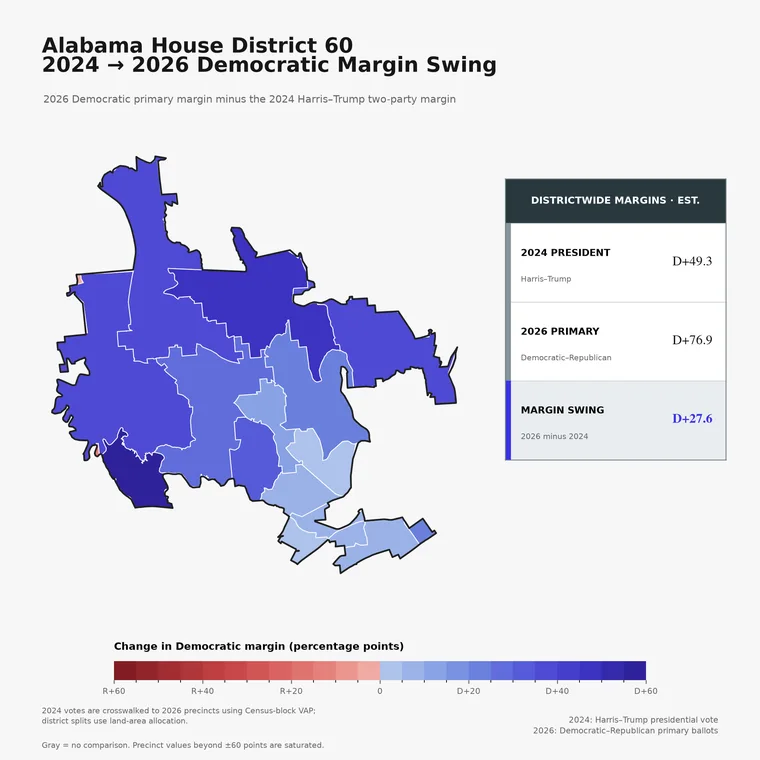 Alabama House District 60
2024 → 2026 Democratic Margin Swing
2026 Democratic primary margin minus the 2024 Harris–Trump two-party margin
DISTRICTWIDE MARGINS · EST.
2024 PRESIDENT
D+49.3
Harris–Trump
2026 PRIMARY
D+76.9
Democratic–Republican
MARGIN SWING
D+27.6
2026 minus 2024
Change in Democratic margin (percentage points)
R+60 R+40 R+20 0 D+20 D+40 D+60
2024 votes are crosswalked to 2026 precincts using Census-block VAP;
district splits use land-area allocation.
Gray = no comparison. Precinct values beyond ±60 points are saturated.
2024: Harris–Trump presidential vote
2026: Democratic–Republican primary ballots